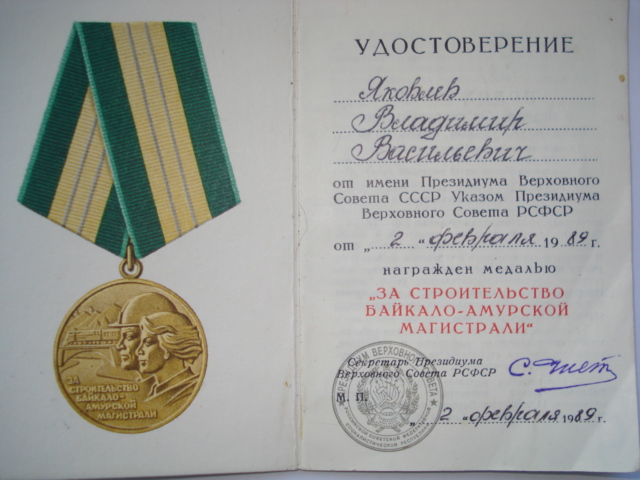 ЗА
СТРОИТЕЛЬСТВО
БАЙКАЛО-
АМУРСКОЙ
МАГИСТРАЛИ
УДОСТОВЕРЕНИЕ
Яковлев
Владимир
Васильевич
от имени Президиума Верховного
Совета СССР Указом Президиума
Верховного Совета РСФСР
от „ 2 “ февраля 1989 г.
награжден медалью
„ЗА СТРОИТЕЛЬСТВО
БАЙКАЛО-АМУРСКОЙ
МАГИСТРАЛИ“
Секретарь Президиума
Верховного Совета РСФСР
М. П.
„ 2 “ февраля 1989 г.